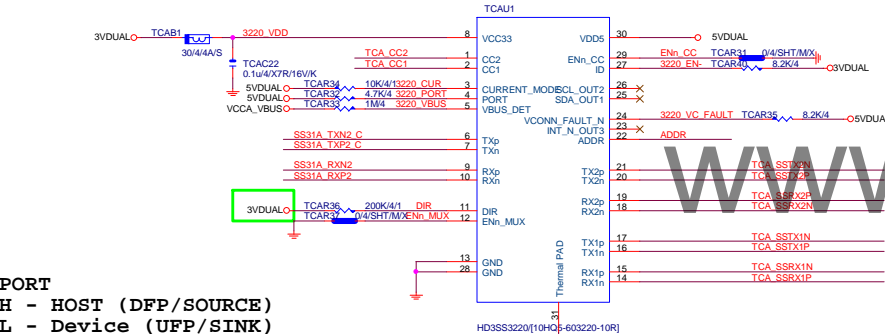 TCAU1
3VDUAL TCAB1 3220_VDD 8 VCC33 VDD5 30 5VDUAL
30/4/4A/S
TCAC22
0.1u/4/X7R/16V/K
TCA_CC2 1 CC2 ENn_CC 29 ENn_CC TCAR31 0/4/SHT/M/X
TCA_CC1 2 CC1 ID 27 3220_EN- TCAR40 8.2K/4 3VDUAL
5VDUAL TCAR34 10K/4/1 3220_CUR 3 CURRENT_MODE SCL_OUT2 26
5VDUAL TCAR32 4.7K/4 3220_PORT 4 PORT SDA_OUT1 25
VCCA_VBUS TCAR33 1M/4 3220_VBUS 5 VBUS_DET
VCONN_FAULT_N 24 3220_VC_FAULT TCAR35 8.2K/4 5VDUA
INT_N_OUT3 23
SS31A_TXN2_C 6 TXp ADDR 22 ADDR
SS31A_TXP2_C 7 TXn
WWW
SS31A_RXN2 9 RXp TX2p 21 TCA_SSTX2N
SS31A_RXP2 10 RXn TX2n 20 TCA_SSTX2P
RX2p 19 TCA_SSRX2P
RX2n 18 TCA_SSRX2N
3VDUAL TCAR36 200K/4/1 DIR 11 DIR
TCAR37 0/4/SHT/M/X ENn_MUX 12 ENn_MUX
TX1p 17 TCA_SSTX1N
TX1n 16 TCA_SSTX1P
13 GND
28 GND
RX1p 15 TCA_SSRX1N
RX1n 14 TCA_SSRX1P
Thermal PAD
31
HD3SS3220/[10HQ5-603220-10R]
PORT
H - HOST (DFP/SOURCE)
L - Device (UFP/SINK)